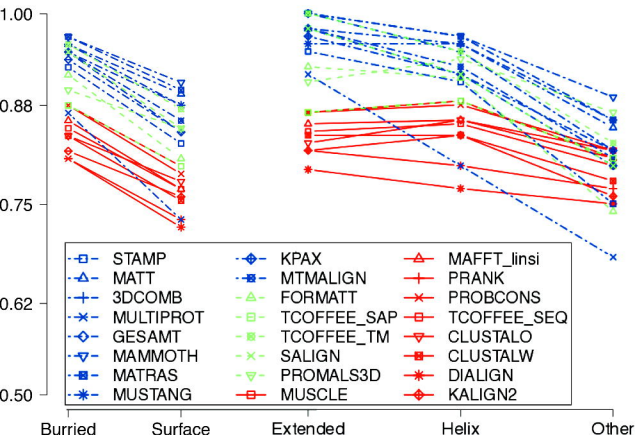 1.00
0.88
0.75
0.62
0.50
STAMP KPAX MAFFT_linsi
MATT MTMALIGN PRANK
3DCOMB FORMATT PROBCONS
MULTIPROT TCOFFEE_SAP TCOFFEE_SEQ
GESAMT TCOFFEE_TM CLUSTALO
MAMMOTH SALIGN CLUSTALW
MATRAS PROMALS3D DIALIGN
MUSTANG MUSCLE KALIGN2
Burried Surface Extended Helix Other